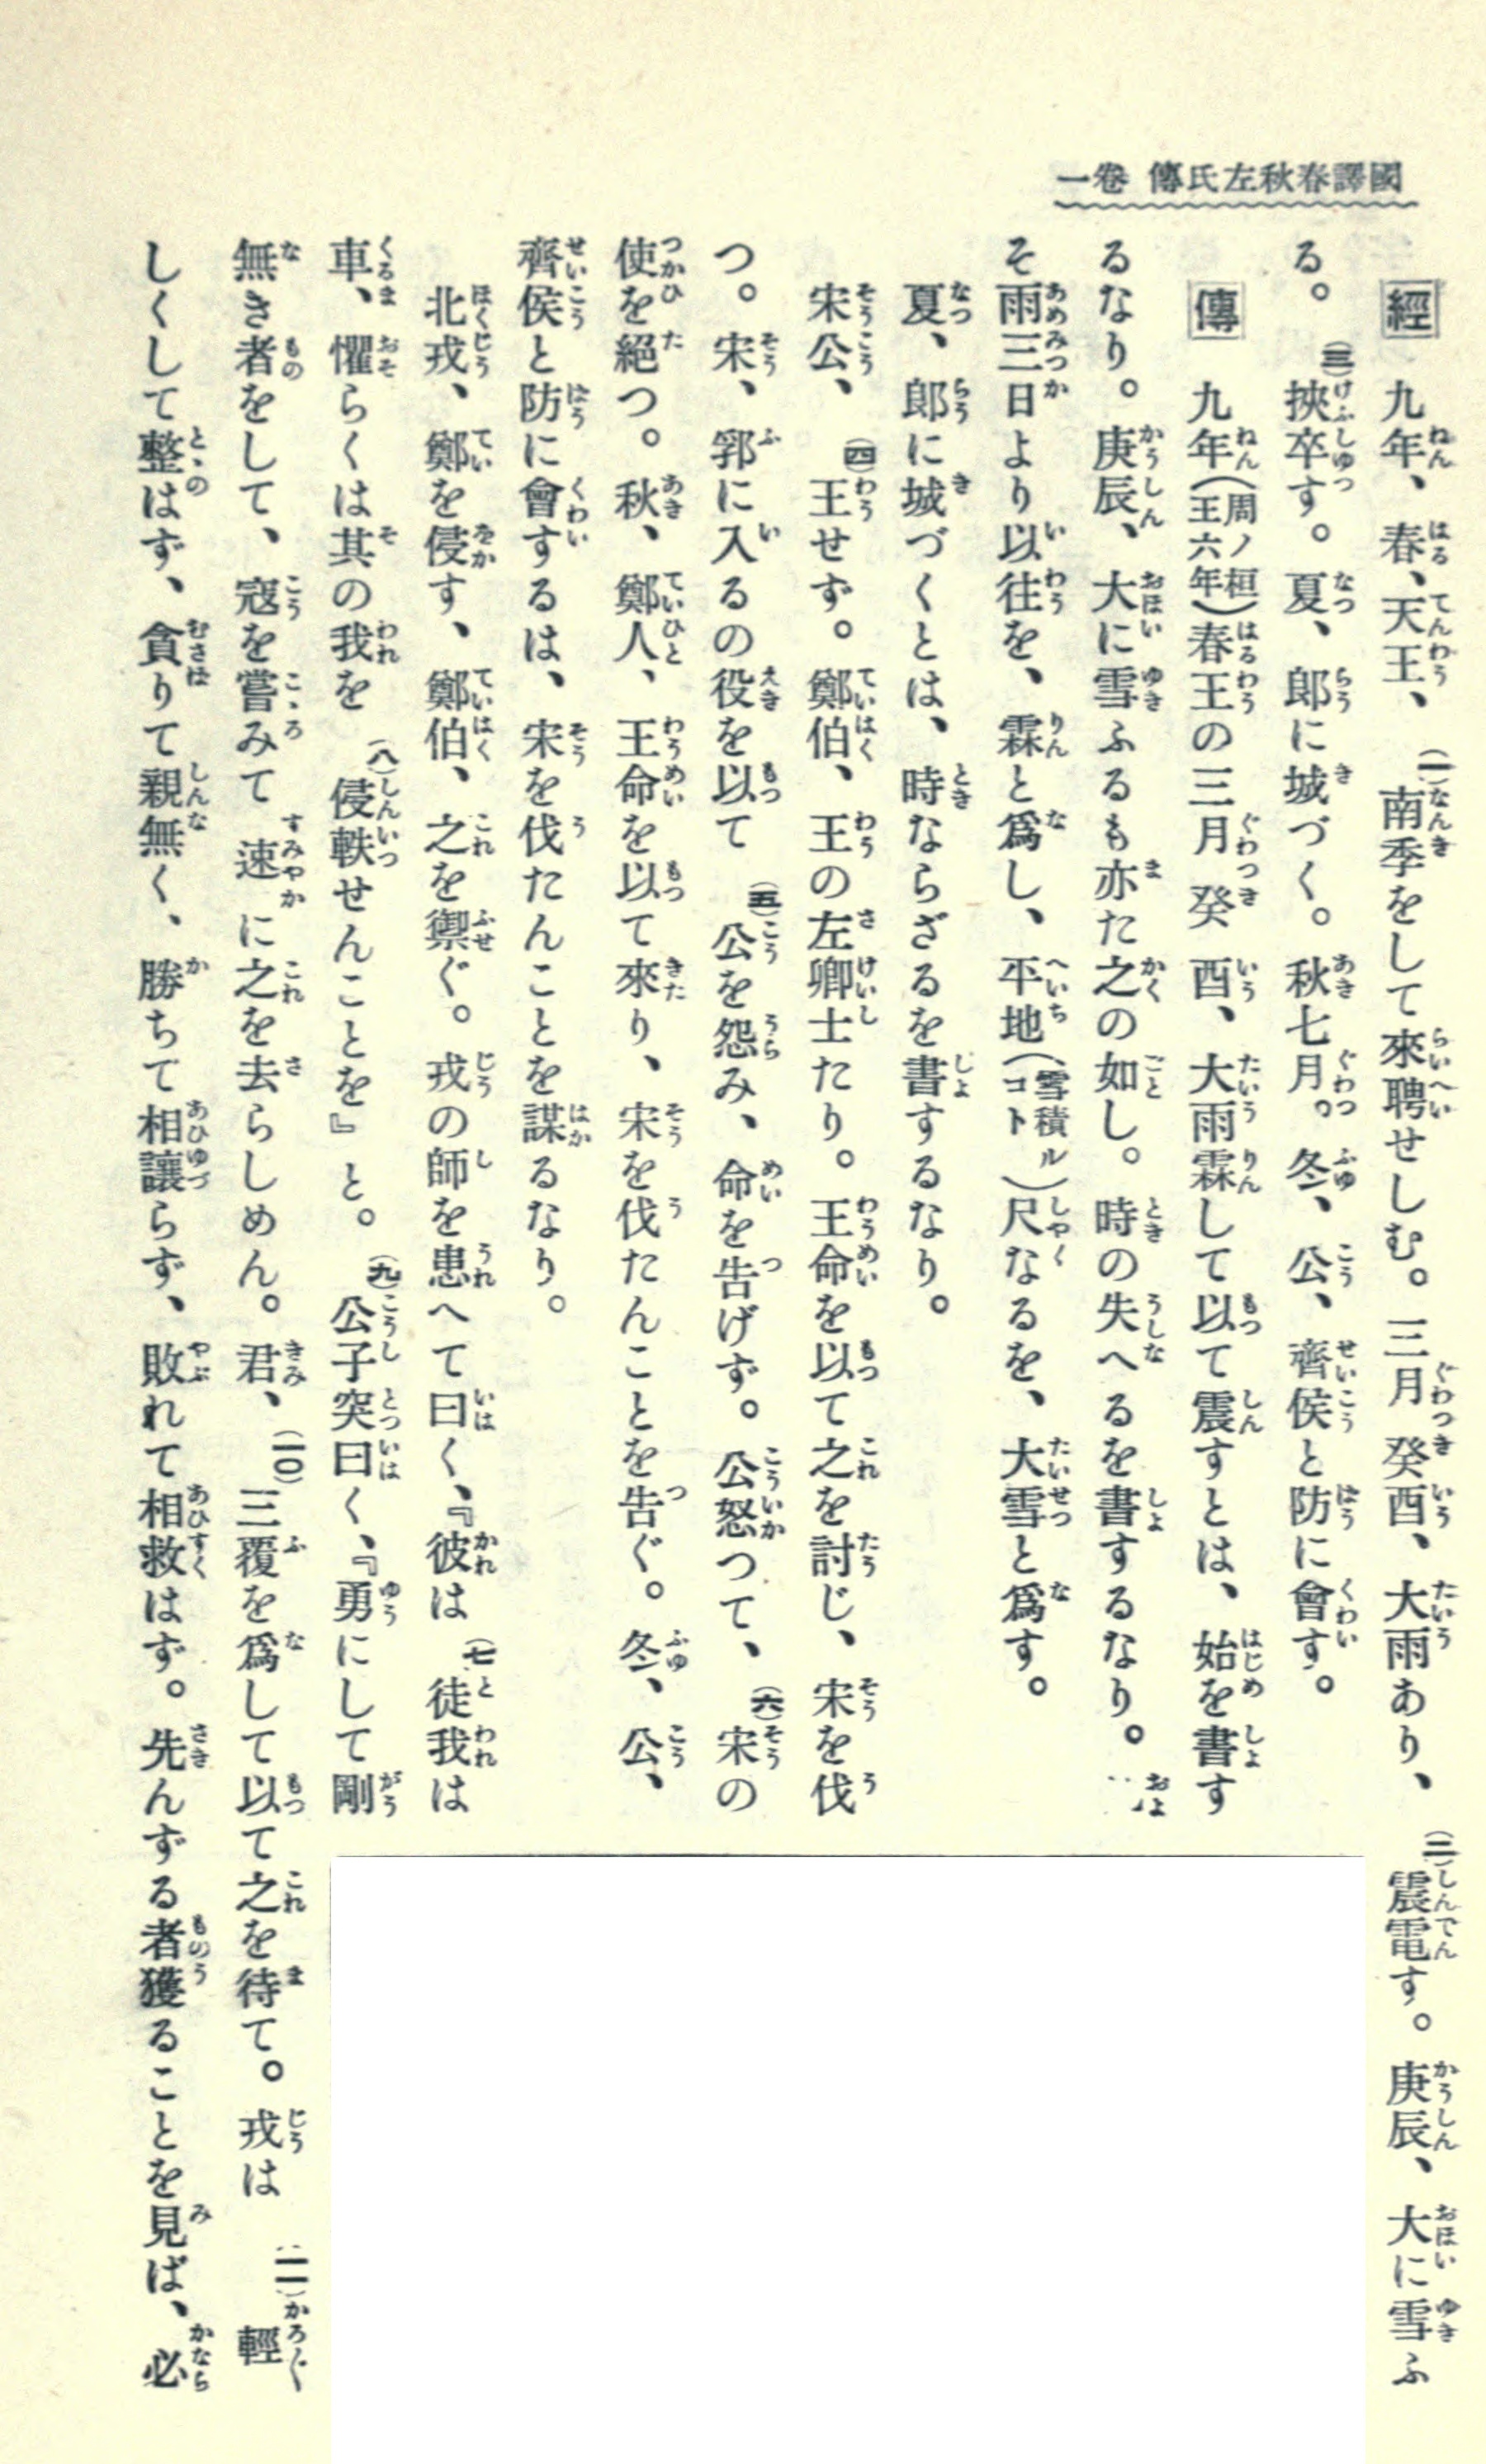 國譯春秋左氏傳 卷一
經 九年、春、天王、(一)南季をして來聘せしむ。三月癸酉、大雨あり、(二)震電す。庚辰、大に雪ふ
る。(三)挾卒す。夏、郎に城づく。秋七月。冬、公、齊侯と防に會す。
傳 九年(周ノ桓王六年)春王の三月癸酉、大雨霖して以て震すとは、始を書す
るなり。庚辰、大に雪ふるも亦た之の如し。時の失へるを書するなり。
そ雨三日より以往を、霖と爲し、平地(雪積ルコト)尺なるを、大雪と爲す。
夏、郎に城づくとは、時ならざるを書するなり。
宋公、(四)王せず。鄭伯、王の左卿士たり。王命を以て之を討じ、宋を伐
つ。宋、郛に入るの役を以て(五)公を怨み、命を告げず。公怒つて、(六)宋の
使を絕つ。秋、鄭人、王命を以て來り、宋を伐たんことを告ぐ。冬、公、
齊侯と防に會するは、宋を伐たんことを謀るなり。
北戎、鄭を侵す、鄭伯、之を禦ぐ。戎の師を患へて曰く、『彼は(七)徒我は
車、懼らくは其の我を(八)侵軼せんことを』と。(九)公子突曰く、『勇にして剛
無き者をして、寇を嘗みて速に之を去らしめん。君、(一〇)三覆を爲して以て之を待て。戎は(一一)輕
しくして整はず、貪りて親無く、勝ちて相讓らず、敗れて相救はず。先んずる者獲ることを見ば、必